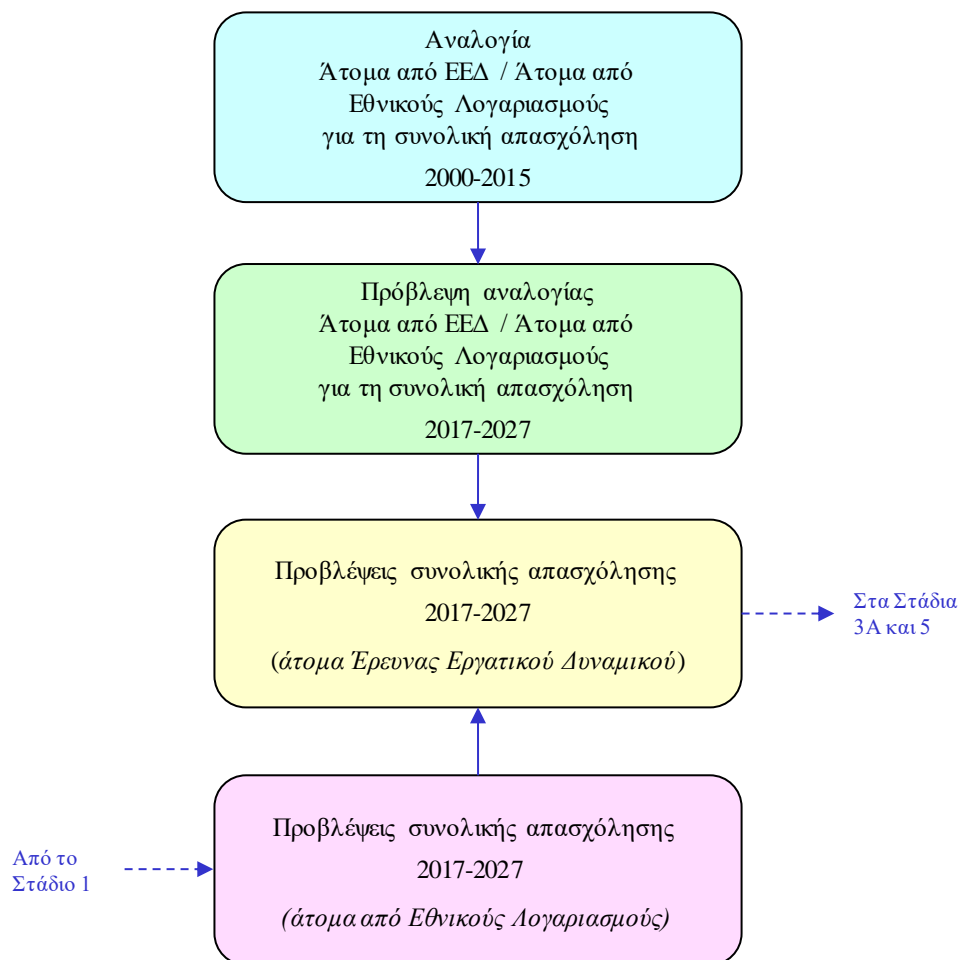 Αναλογία
Άτομα από ΕΕΔ / Άτομα από
Εθνικούς Λογαριασμούς
για τη συνολική απασχόληση
2000-2015
Πρόβλεψη αναλογίας
Άτομα από ΕΕΔ / Άτομα από
Εθνικούς Λογαριασμούς
για τη συνολική απασχόληση
2017-2027
Προβλέψεις συνολικής απασχόλησης
2017-2027
(άτομα Έρευνας Εργατικού Δυναμικού)
Στα Στάδια
3Α και 5
Προβλέψεις συνολικής απασχόλησης
2017-2027
(άτομα από Εθνικούς Λογαριασμούς)
Από το
Στάδιο 1